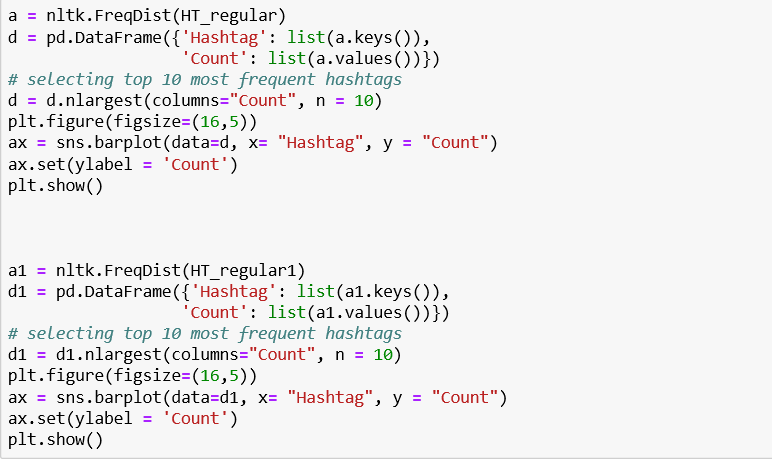 a = nltk.FreqDist(HT_regular)
d = pd.DataFrame({'Hashtag': list(a.keys()),
                  'Count': list(a.values())})
# selecting top 10 most frequent hashtags
d = d.nlargest(columns="Count", n = 10)
plt.figure(figsize=(16,5))
ax = sns.barplot(data=d, x= "Hashtag", y = "Count")
ax.set(ylabel = 'Count')
plt.show()
a1 = nltk.FreqDist(HT_regular1)
d1 = pd.DataFrame({'Hashtag': list(a1.keys()),
                  'Count': list(a1.values())})
# selecting top 10 most frequent hashtags
d1 = d1.nlargest(columns="Count", n = 10)
plt.figure(figsize=(16,5))
ax = sns.barplot(data=d1, x= "Hashtag", y = "Count")
ax.set(ylabel = 'Count')
plt.show()